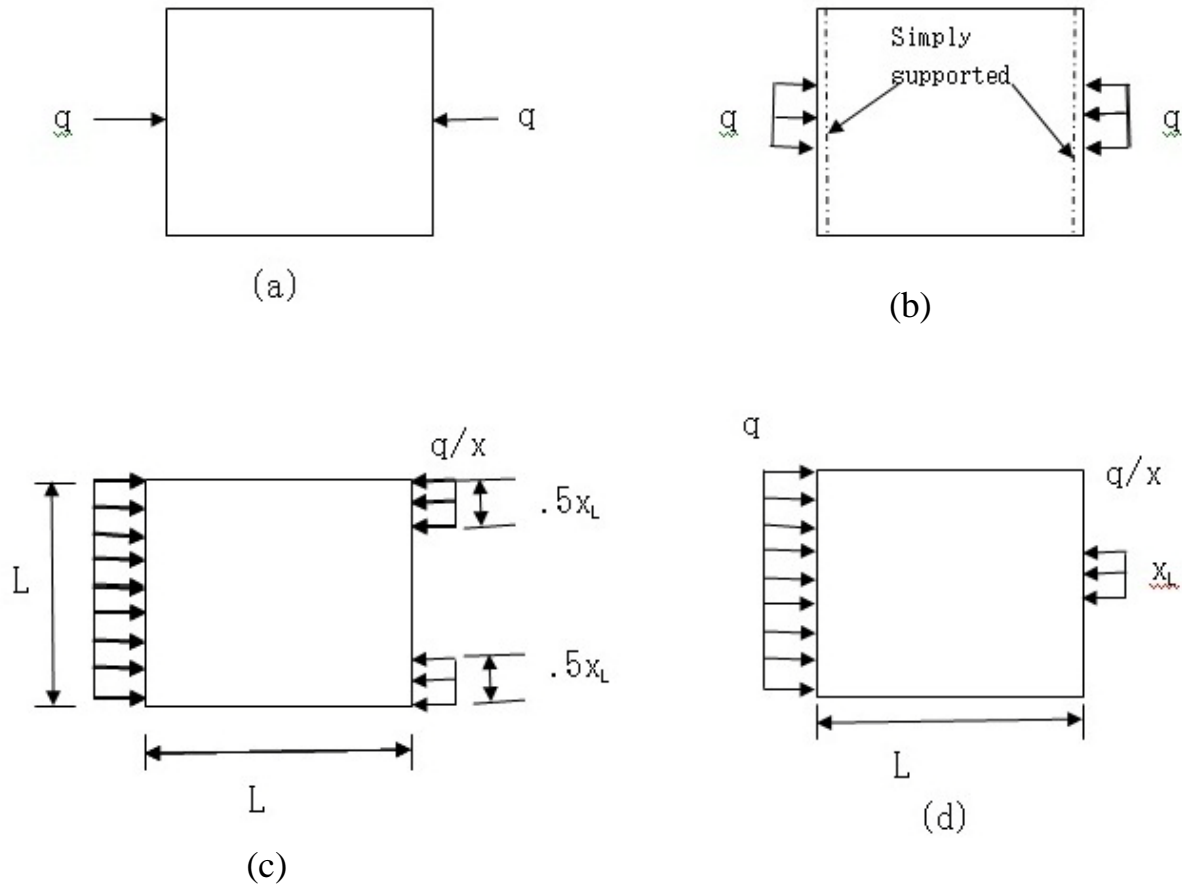 q
q
(a)
Simply
supported
q
q
(b)
q/x
.5xL
L
.5xL
L
(c)
q
q/x
xL
L
(d)